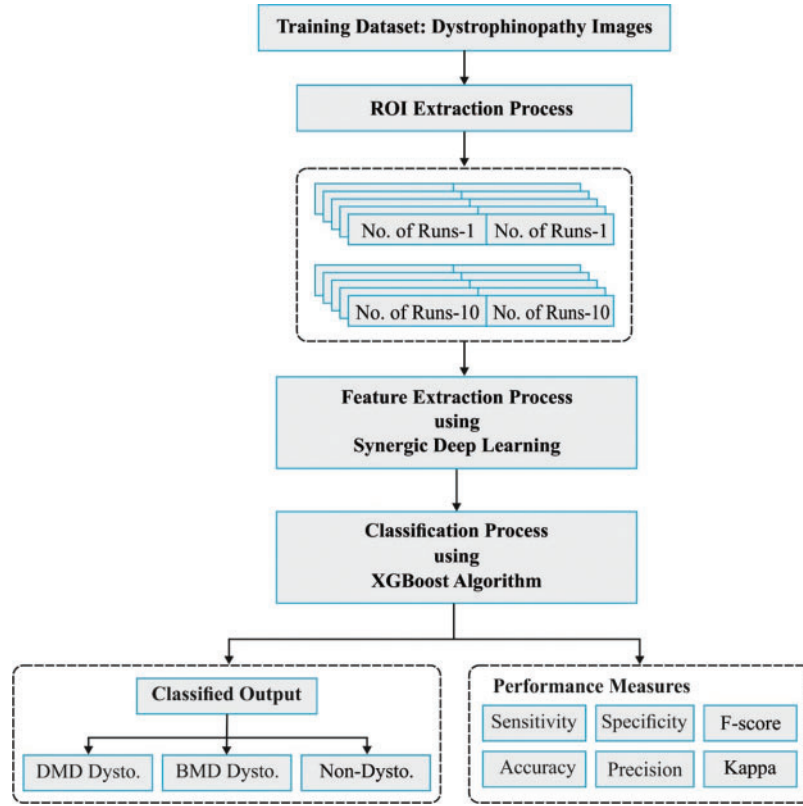 Training Dataset: Dystrophinopathy Images
ROI Extraction Process
No. of Runs-1 No. of Runs-1
No. of Runs-10 No. of Runs-10
Feature Extraction Process
using
Synergic Deep Learning
Classification Process
using
XGBoost Algorithm
Classified Output
DMD Dysto. BMD Dysto. Non-Dysto.
Performance Measures
Sensitivity Specificity F-score
Accuracy Precision Kappa